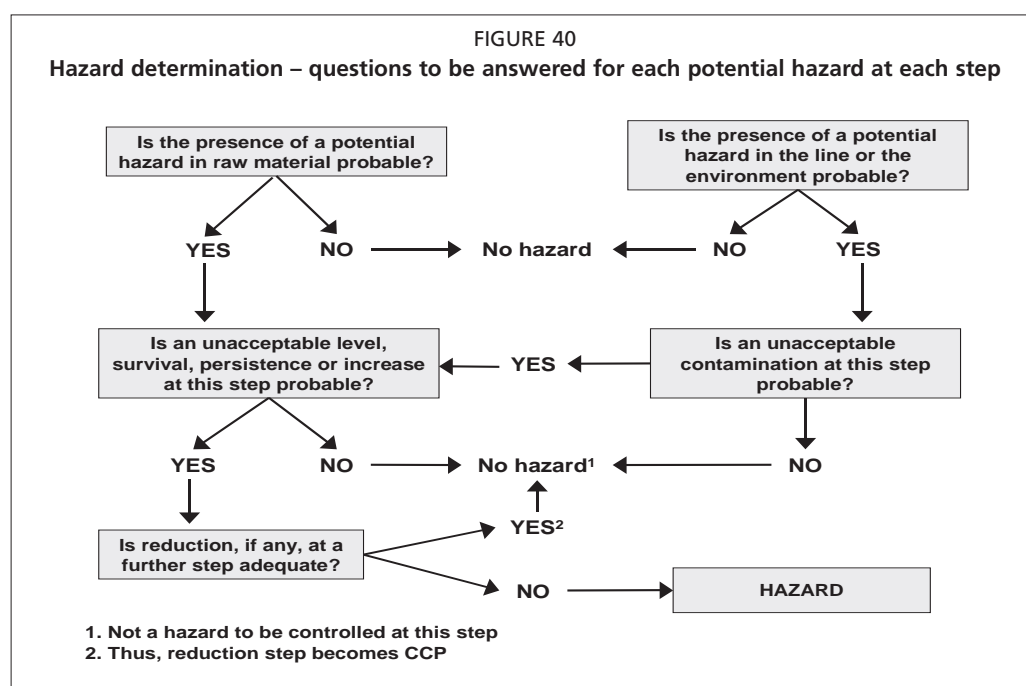 FIGURE 40
Hazard determination – questions to be answered for each potential hazard at each step
Is the presence of a potential
hazard in raw material probable?
Is the presence of a potential
hazard in the line or the
environment probable?
YES
NO
No hazard
NO
YES
Is an unacceptable level,
survival, persistence or increase
at this step probable?
YES
Is an unacceptable
contamination at this step
probable?
YES
NO
No hazard¹
NO
Is reduction, if any, at a
further step adequate?
YES²
NO
HAZARD
1. Not a hazard to be controlled at this step
2. Thus, reduction step becomes CCP